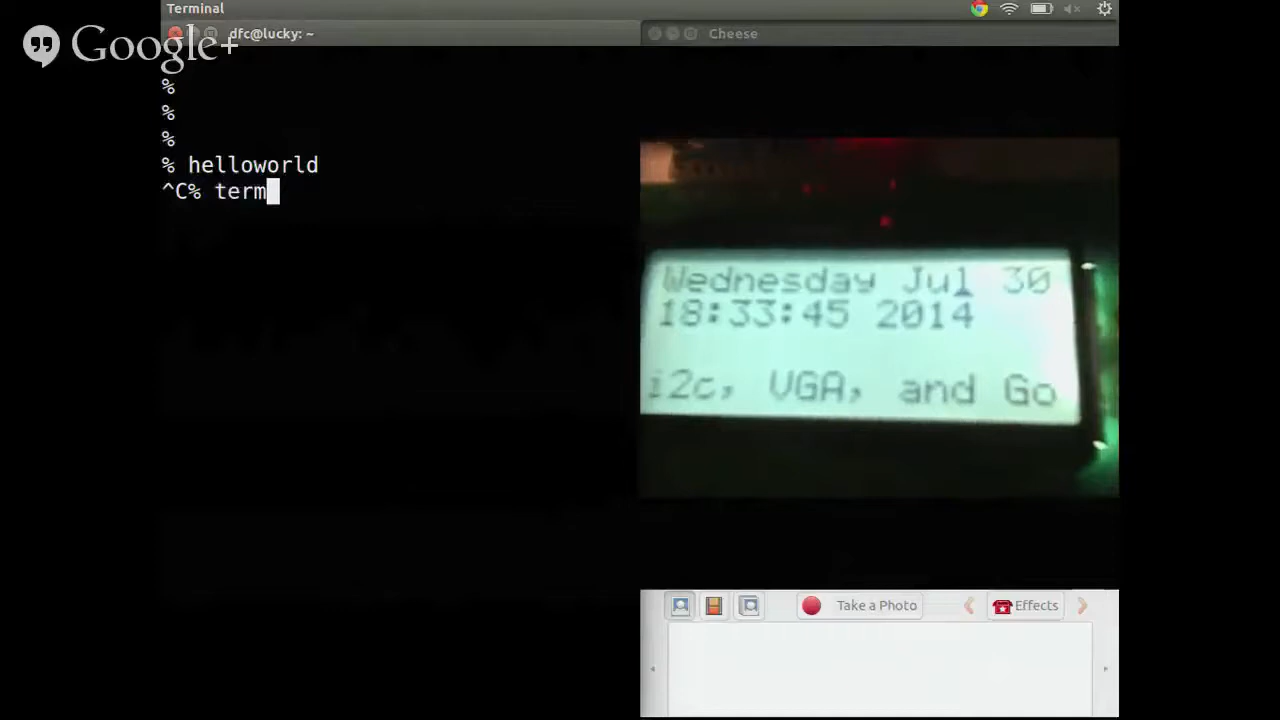 Terminal
Google+
dfc@lucky: ~
Cheese
%
%
%
% helloworld
^C% term
Wednesday Jul 30
18:33:45 2014
i2c, VGA, and Go
Take a Photo
Effects